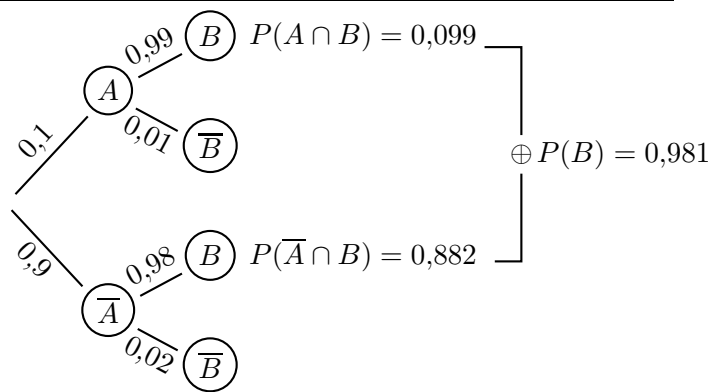 0,99 B P(A ∩ B) = 0,099
A
0,1 0,01 B̅
⊕ P(B) = 0,981
0,9 0,98 B P(A̅ ∩ B) = 0,882
A̅
0,02 B̅